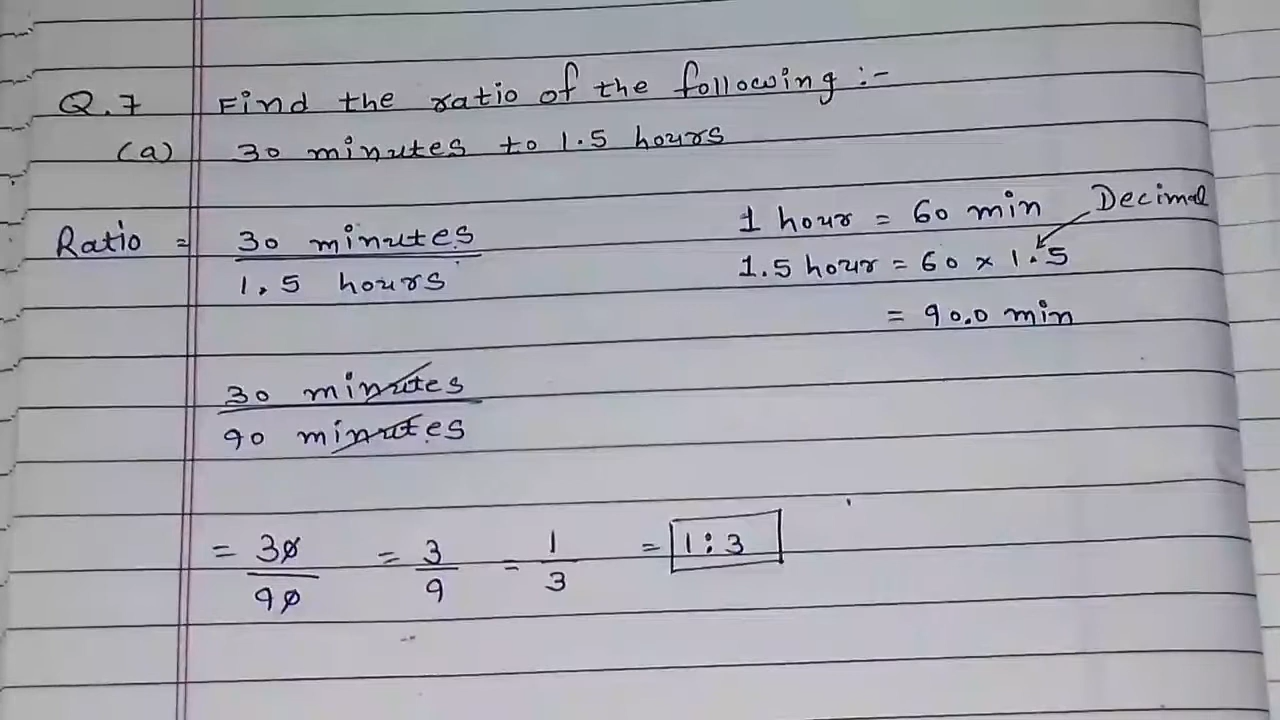 Q.7 Find the ratio of the following :-
(a) 30 minutes to 1.5 hours
Ratio = 30 minutes / 1.5 hours
1 hour = 60 min Decimal
1.5 hour = 60 x 1.5
= 90.0 min
30 minutes / 90 minutes
= 30/90 = 3/9 = 1/3 = 1:3